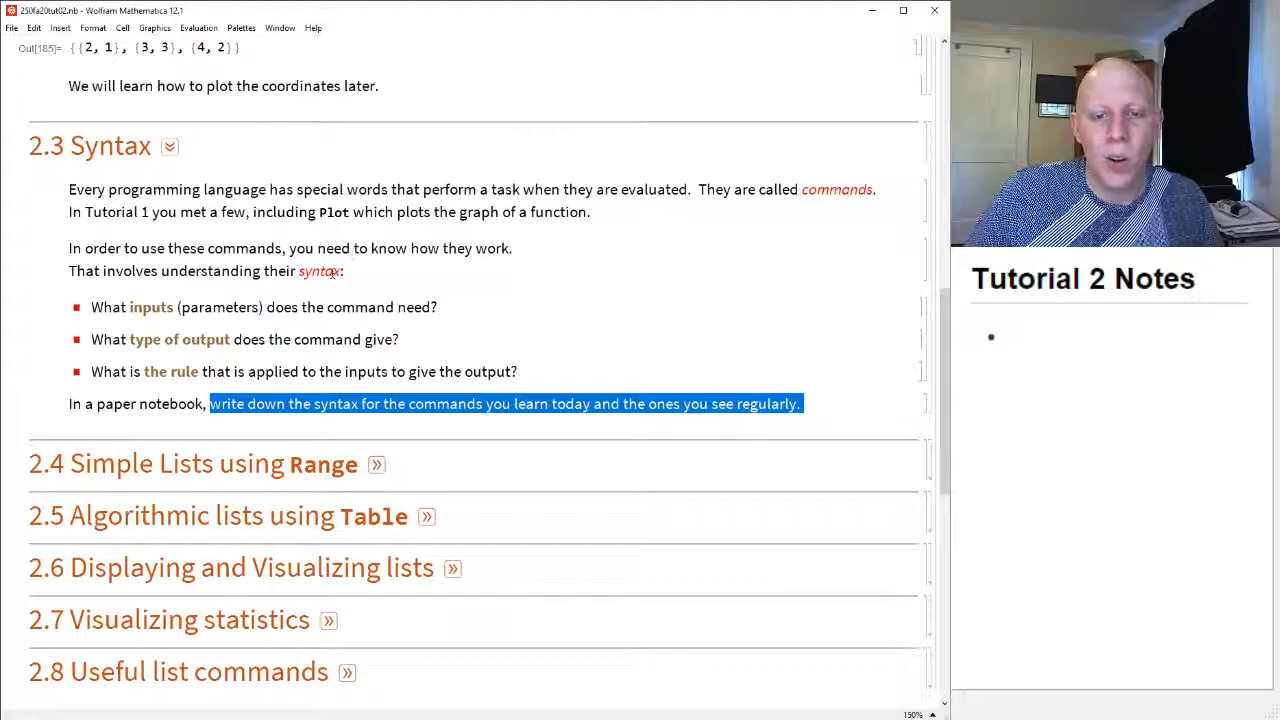 250fa20tut02.nb - Wolfram Mathematica 12.1
File Edit Insert Format Cell Graphics Evaluation Palettes Window Help
Out[185]= {{2, 1}, {3, 3}, {4, 2}}
We will learn how to plot the coordinates later.
2.3 Syntax
Every programming language has special words that perform a task when they are evaluated. They are called commands.
In Tutorial 1 you met a few, including Plot which plots the graph of a function.
In order to use these commands, you need to know how they work.
That involves understanding their syntax:
What inputs (parameters) does the command need?
What type of output does the command give?
What is the rule that is applied to the inputs to give the output?
In a paper notebook, write down the syntax for the commands you learn today and the ones you see regularly.
2.4 Simple Lists using Range
2.5 Algorithmic lists using Table
2.6 Displaying and Visualizing lists
2.7 Visualizing statistics
2.8 Useful list commands
150%
Tutorial 2 Notes